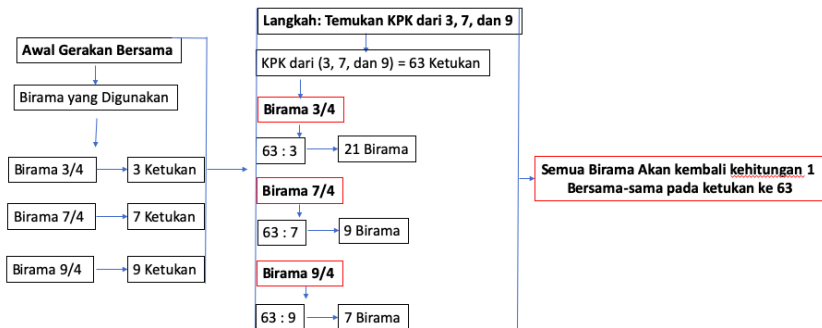 Awal Gerakan Bersama
Birama yang Digunakan
Birama 3/4
3 Ketukan
Birama 7/4
7 Ketukan
Birama 9/4
9 Ketukan
Langkah: Temukan KPK dari 3, 7, dan 9
KPK dari (3, 7, dan 9) = 63 Ketukan
Birama 3/4
63 : 3
21 Birama
Birama 7/4
63 : 7
9 Birama
Birama 9/4
63 : 9
7 Birama
Semua Birama Akan kembali kehitungan 1
Bersama-sama pada ketukan ke 63